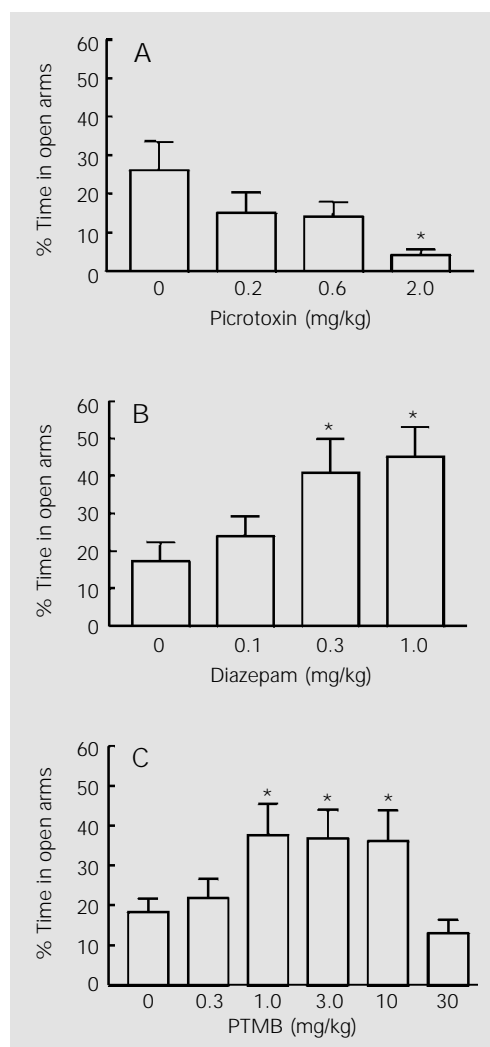 A
% Time in open arms
60
50
40
30
20
10
0
0 0.2 0.6 2.0
*
Picrotoxin (mg/kg)
B
% Time in open arms
60
50
40
30
20
10
0
* *
0 0.1 0.3 1.0
Diazepam (mg/kg)
C
% Time in open arms
60
50
40
30
20
10
0
* * *
0 0.3 1.0 3.0 10 30
PTMB (mg/kg)